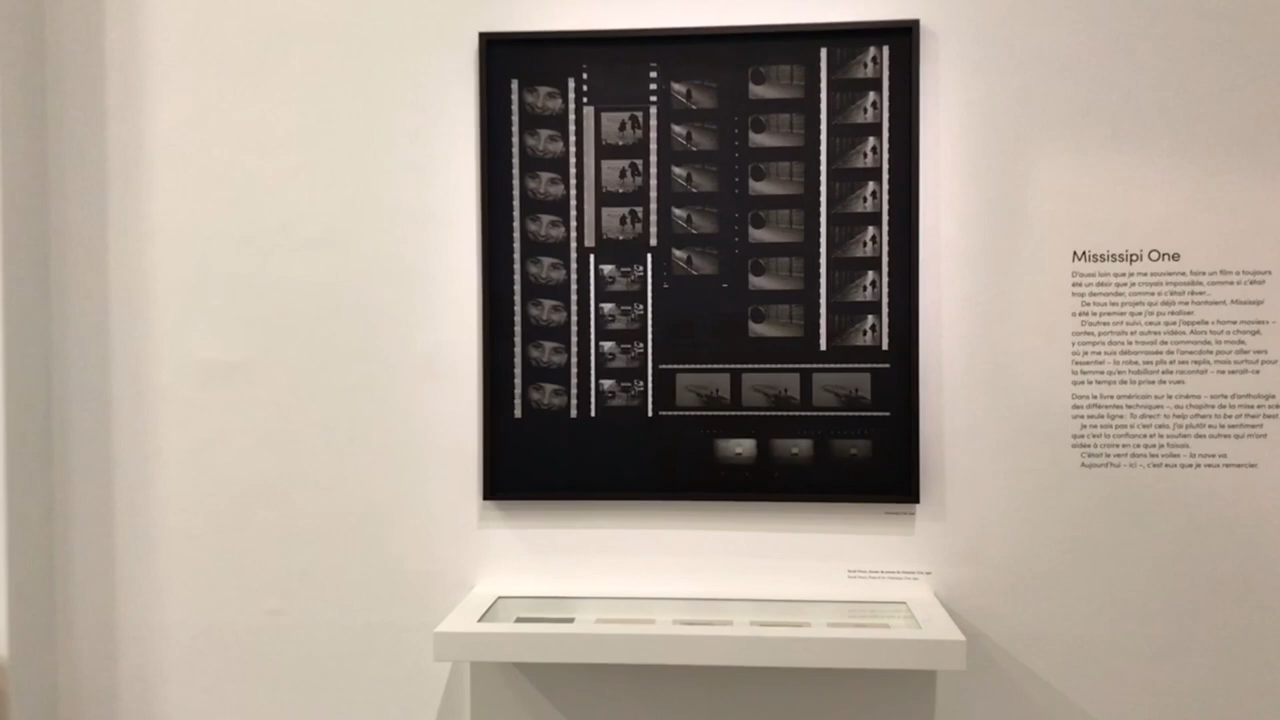 Mississipi One
D'aussi loin que je me souvienne, faire un film a toujours
été un désir que je croyais impossible, comme si c'était
trop demander, comme si c'était rêver...
De tous les projets qui déjà me hantaient, Mississipi
a été le premier que j'ai pu réaliser.
D'autres ont suivi, ceux que j'appelle « home movies » –
contes, portraits et autres vidéos. Alors tout a changé,
y compris dans le travail de commande, la mode,
où je me suis débarrassée de l'anecdote pour aller vers
l'essentiel – la robe, ses plis et ses replis, mais surtout pour
la femme qu'en habillant elle racontait – ne serait-ce
que le temps de la prise de vues.
Dans le livre américain sur le cinéma – sorte d'anthologie
des différentes techniques –, au chapitre de la mise en scè
une seule ligne : To direct: to help others to be at their best
Je ne sais pas si c'est cela. J'ai plutôt eu le sentiment
que c'est la confiance et le soutien des autres qui m'ont
aidée à croire en ce que je faisais.
C'était le vent dans les voiles – la nave va.
Aujourd'hui – ici –, c'est eux que je veux remercier.